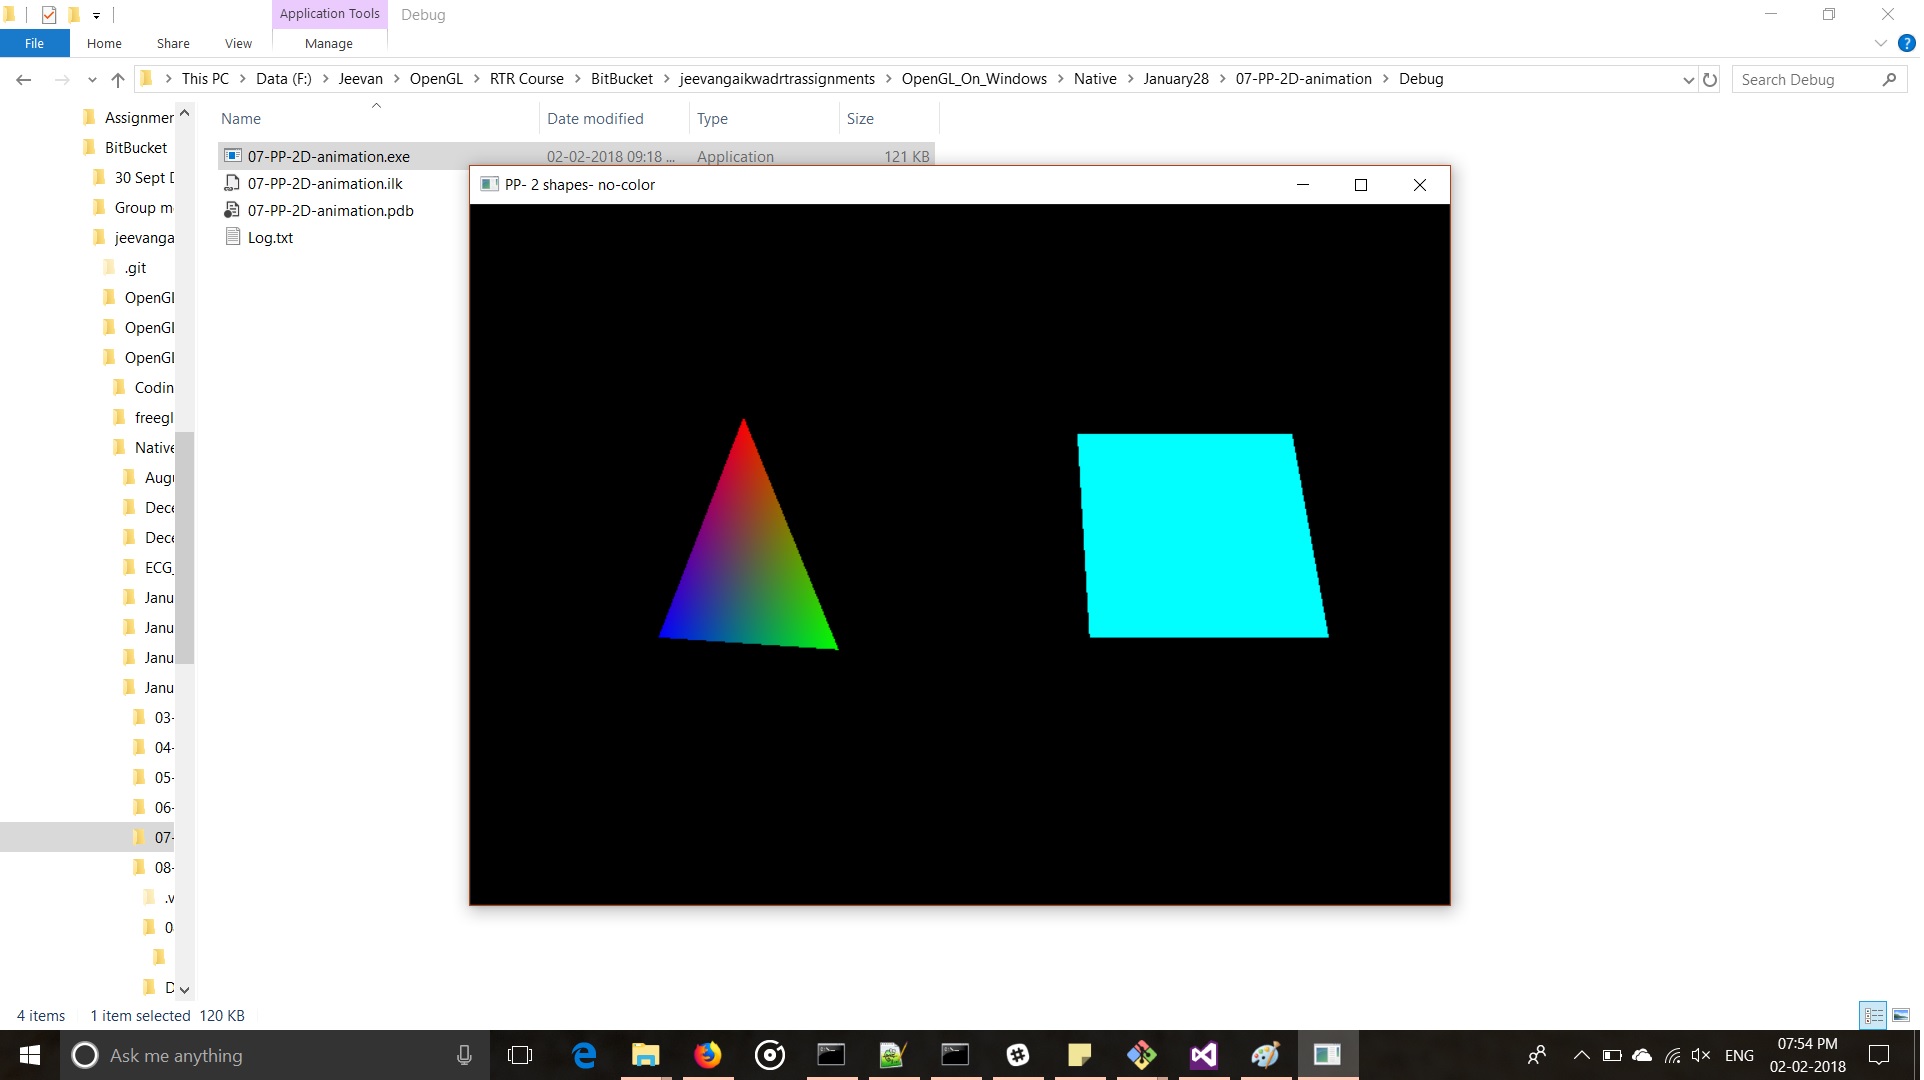 Application Tools Debug
File Home Share View Manage
This PC Data (F:) Jeevan OpenGL RTR Course BitBucket jeevangaikwadrtrassignments OpenGL_On_Windows Native January28 07-PP-2D-animation Debug
Search Debug
Name Date modified Type Size
07-PP-2D-animation.exe 02-02-2018 09:18 ... Application 121 KB
07-PP-2D-animation.ilk
07-PP-2D-animation.pdb
Log.txt
PP- 2 shapes- no-color
Assignmer
BitBucket
30 Sept D
Group m
jeevanga
.git
OpenGl
OpenGl
OpenGl
Codin
freegl
Native
Augu
Dece
Dece
ECG_
Janu
Janu
Janu
Janu
03-
04-
05-
06-
07-
08-
.v
0
D
4 items 1 item selected 120 KB
Ask me anything
ENG
07:54 PM
02-02-2018